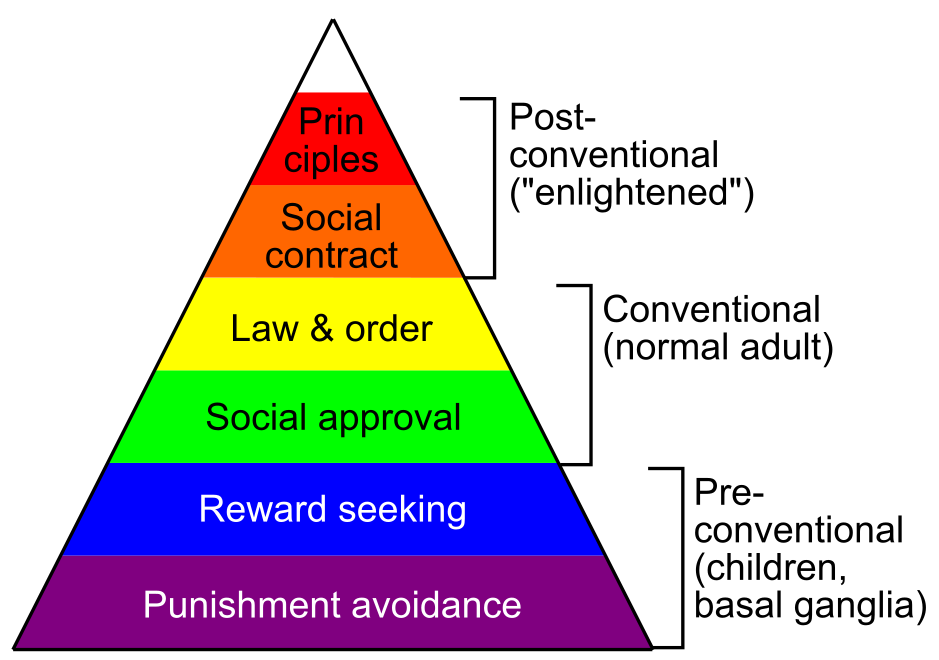 Prin
ciples
Social
contract
Law & order
Social approval
Reward seeking
Punishment avoidance
Post-
conventional
("enlightened")
Conventional
(normal adult)
Pre-
conventional
(children,
basal ganglia)